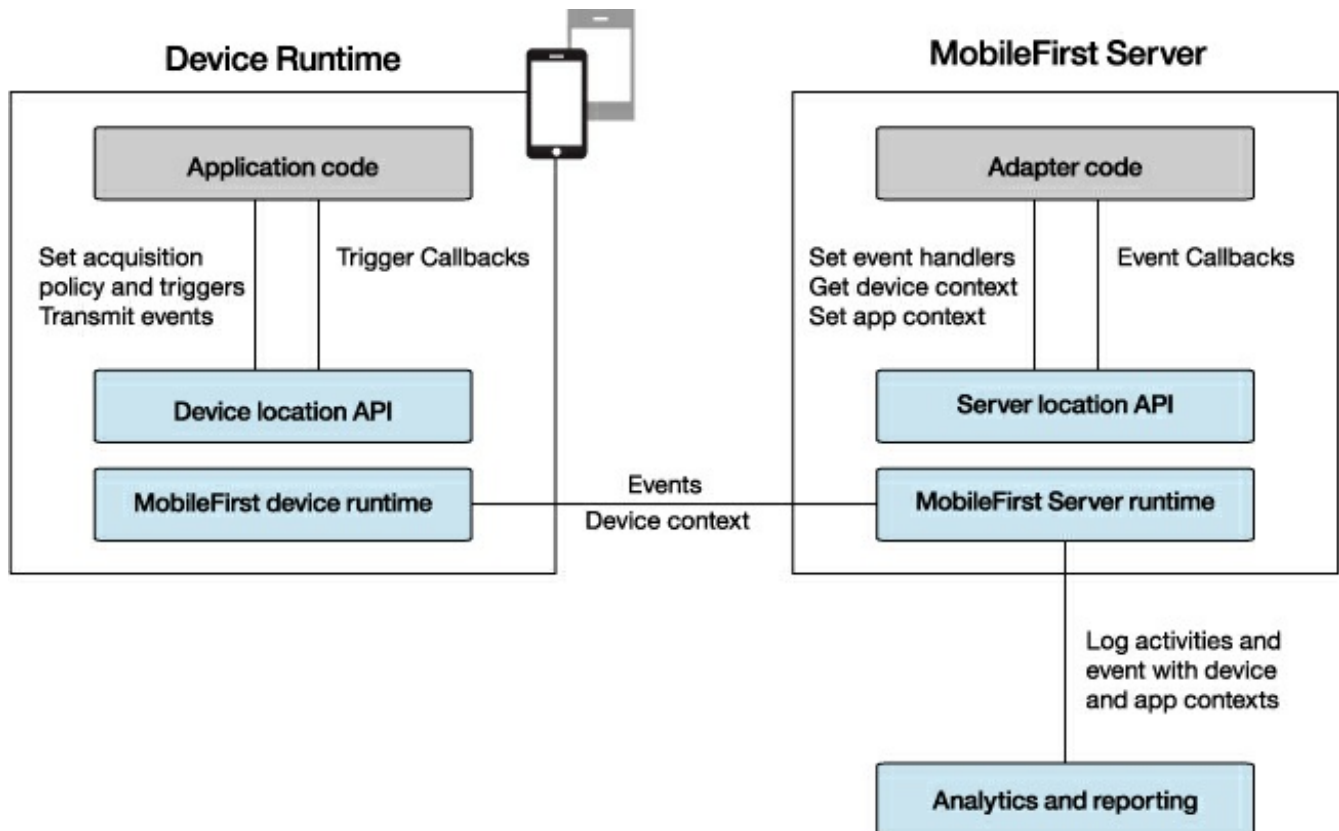 Device Runtime
MobileFirst Server
Application code
Set acquisition
policy and triggers
Transmit events
Trigger Callbacks
Device location API
MobileFirst device runtime
Events
Device context
Adapter code
Set event handlers
Get device context
Set app context
Event Callbacks
Server location API
MobileFirst Server runtime
Log activities and
event with device
and app contexts
Analytics and reporting